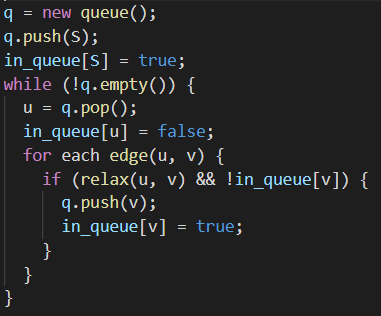 q = new queue();
q.push(S);
in_queue[S] = true;
while (!q.empty()) {
  u = q.pop();
  in_queue[u] = false;
  for each edge(u, v) {
    if (relax(u, v) && !in_queue[v]) {
      q.push(v);
      in_queue[v] = true;
    }
  }
}